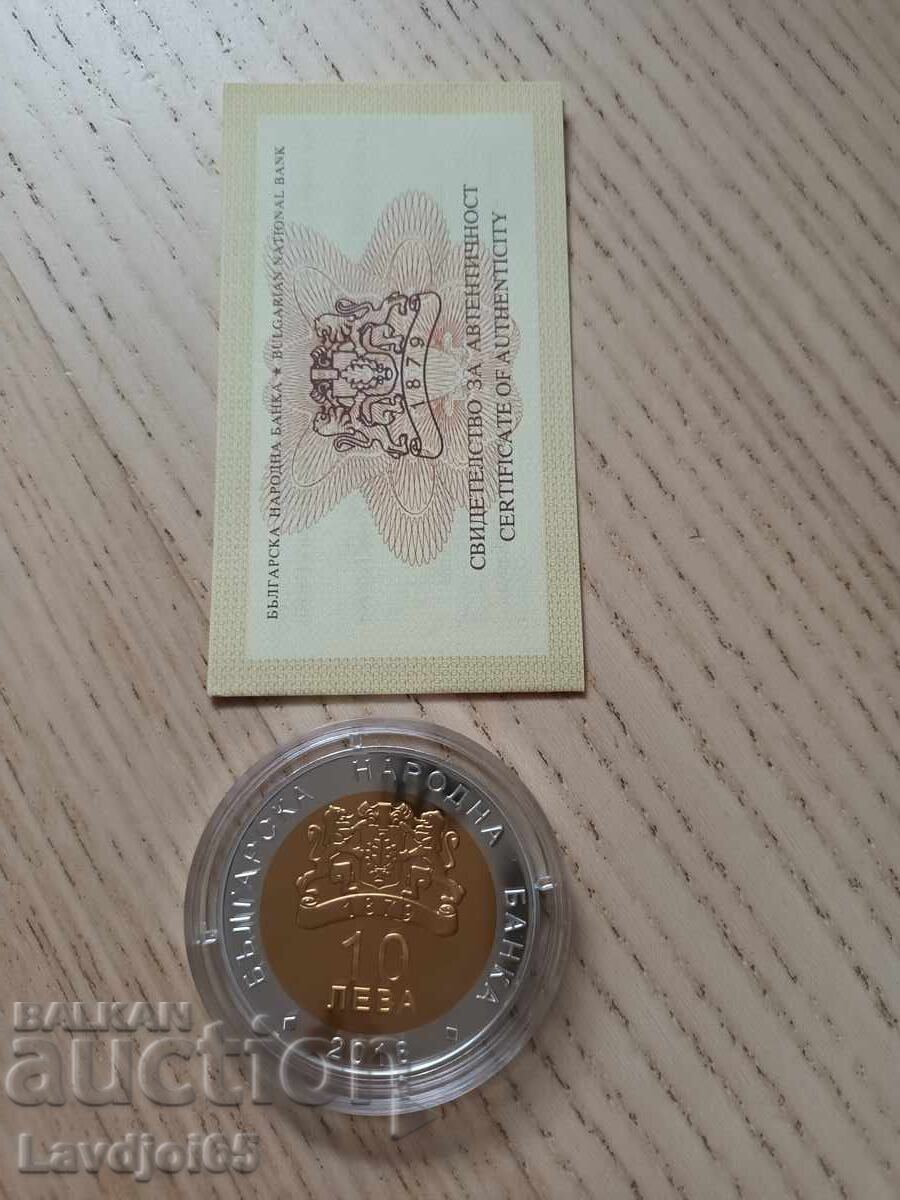 БЪЛГАРСКА НАРОДНА БАНКА ★ BULGARIAN NATIONAL BANK
1879
СВИДЕТЕЛСТВО ЗА АВТЕНТИЧНОСТ
CERTIFICATE OF AUTHENTICITY
БЪЛГАРСКА НАРОДНА БАНКА
1879
10
ЛЕВА
2016
BALKAN
auction
Lavdjoi65